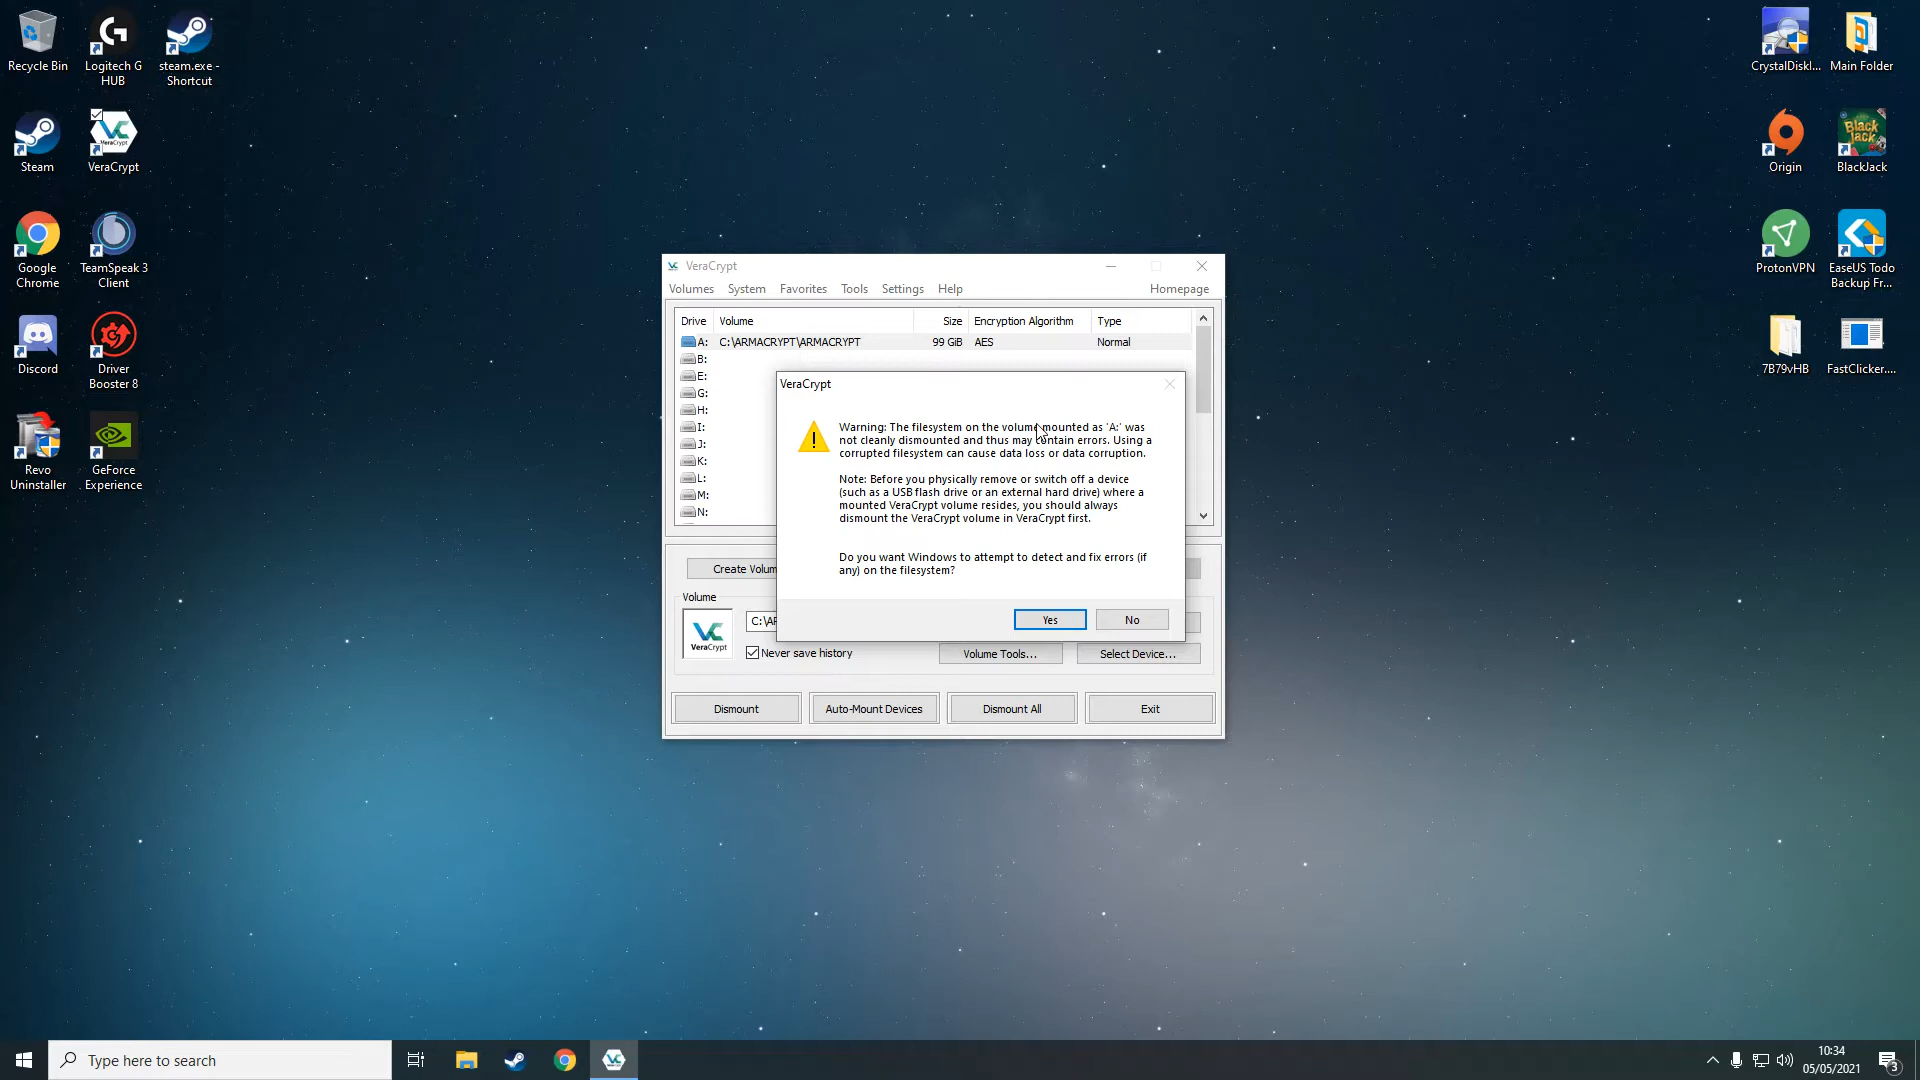 Recycle Bin
Logitech G
HUB
steam.exe -
Shortcut
Steam
VeraCrypt
Google
Chrome
TeamSpeak 3
Client
Discord
Driver
Booster 8
Revo
Uninstaller
GeForce
Experience
CrystalDiskI...
Main Folder
Origin
BlackJack
ProtonVPN
EaseUS Todo
Backup Fr...
7B79vHB
FastClicker....
VeraCrypt
Volumes System Favorites Tools Settings Help Homepage
Drive Volume Size Encryption Algorithm Type
A: C:\ARMACRYPT\ARMACRYPT 99 GiB AES Normal
B:
E:
G:
H:
I:
J:
K:
L:
M:
N:
VeraCrypt
Warning: The filesystem on the volume mounted as 'A:' was
not cleanly dismounted and thus may contain errors. Using a
corrupted filesystem can cause data loss or data corruption.
Note: Before you physically remove or switch off a device
(such as a USB flash drive or an external hard drive) where a
mounted VeraCrypt volume resides, you should always
dismount the VeraCrypt volume in VeraCrypt first.
Do you want Windows to attempt to detect and fix errors (if
any) on the filesystem?
Yes No
Create Volum
Volume
VeraCrypt
C:\AR
Never save history
Volume Tools... Select Device...
Dismount Auto-Mount Devices Dismount All Exit
Type here to search
10:34
05/05/2021
3